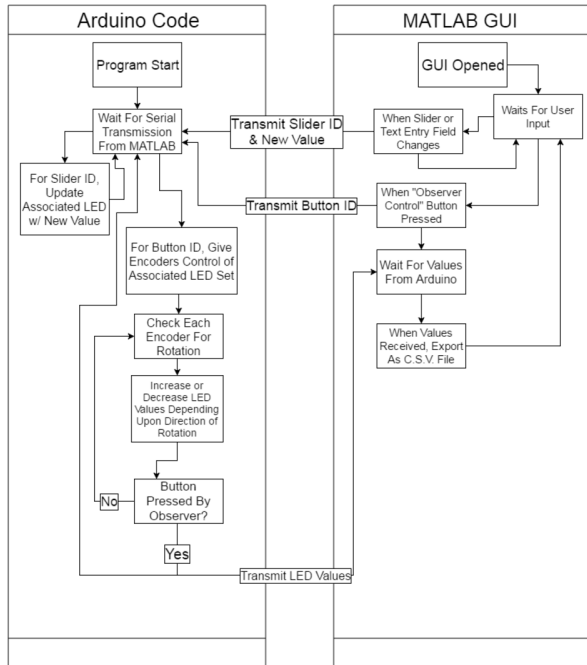 Arduino Code
MATLAB GUI
Program Start
GUI Opened
Wait For Serial
Transmission
From MATLAB
Transmit Slider ID
& New Value
When Slider or
Text Entry Field
Changes
Waits For User
Input
For Slider ID,
Update
Associated LED
w/ New Value
Transmit Button ID
When "Observer
Control" Button
Pressed
For Button ID, Give
Encoders Control of
Associated LED Set
Wait For Values
From Arduino
Check Each
Encoder For
Rotation
When Values
Received, Export
As C.S.V. File
Increase or
Decrease LED
Values Depending
Upon Direction of
Rotation
Button
Pressed By
Observer?
No
Yes
Transmit LED Values